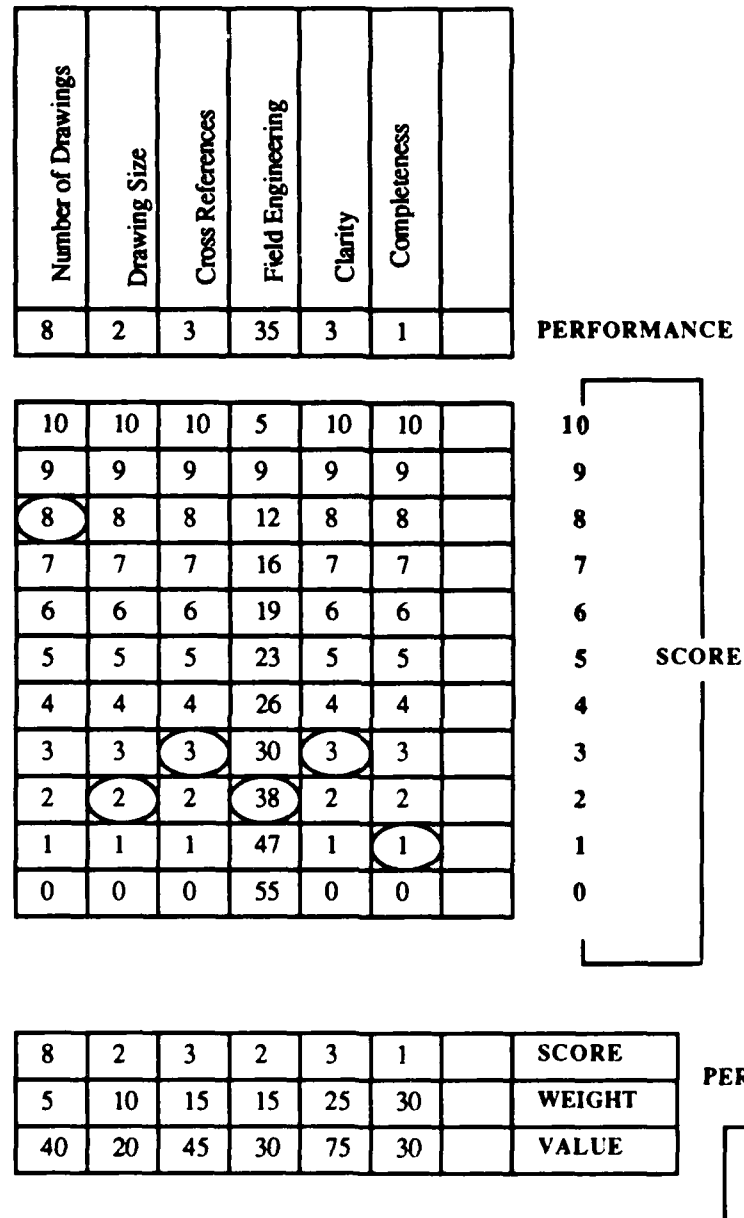 Number of Drawings
Drawing Size
Cross References
Field Engineering
Clarity
Completeness
8 2 3 35 3 1 PERFORMANCE
10 10 10 5 10 10 10
9 9 9 9 9 9 9
8 8 8 12 8 8 8
7 7 7 16 7 7 7
6 6 6 19 6 6 6
5 5 5 23 5 5 5 SCORE
4 4 4 26 4 4 4
3 3 3 30 3 3 3
2 2 2 38 2 2 2
1 1 1 47 1 1 1
0 0 0 55 0 0 0
8 2 3 2 3 1 SCORE
PER
5 10 15 15 25 30 WEIGHT
40 20 45 30 75 30 VALUE